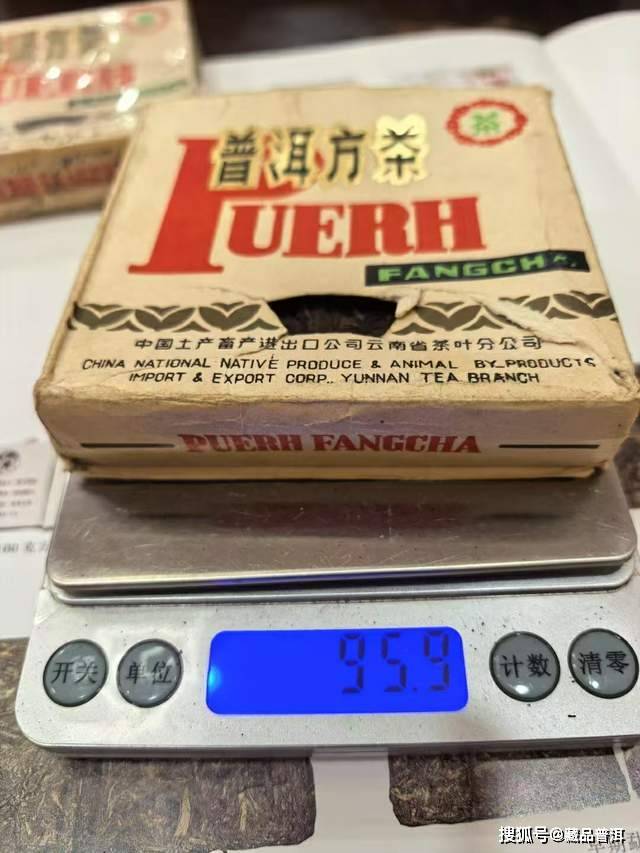 普洱方茶
茶
PUERH
FANGCHA
中国土产畜产进出口公司云南省茶叶分公司
CHINA NATIONAL NATIVE PRODUCE & ANIMAL BY-PRODUCTS
IMPORT & EXPORT CORP.. YUNNAN TEA BRANCH
PUERH FANGCHA
开关
单位
95.9
计数
清零
搜狐号@藏品普洱